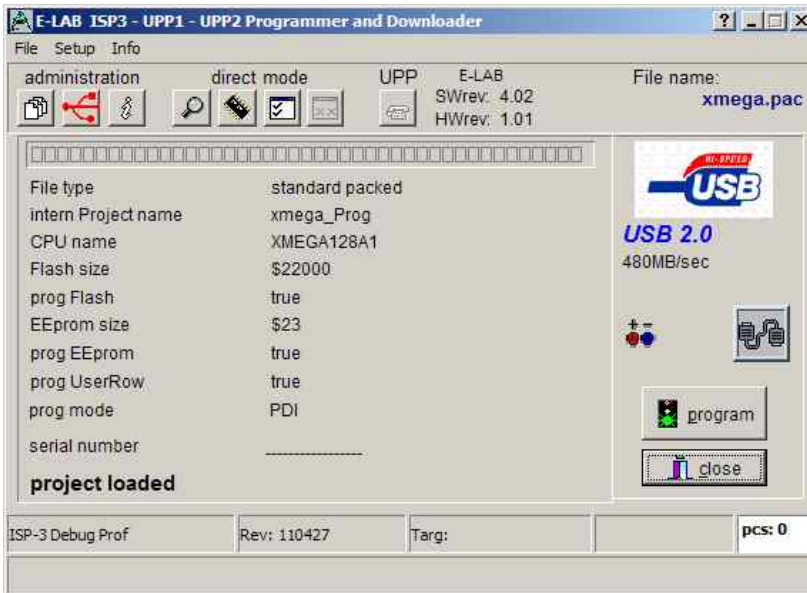 E-LAB ISP3 - UPP1 - UPP2 Programmer and Downloader
File Setup Info
administration direct mode UPP E-LAB File name:
SWrev: 4.02 xmega.pac
HWrev: 1.01
File type standard packed
intern Project name xmega_Prog
CPU name XMEGA128A1
Flash size $22000
prog Flash true
EEprom size $23
prog EEprom true
prog UserRow true
prog mode PDI
serial number
project loaded
HI-SPEED
USB
USB 2.0
480MB/sec
program
close
ISP-3 Debug Prof Rev: 110427 Targ: pcs: 0